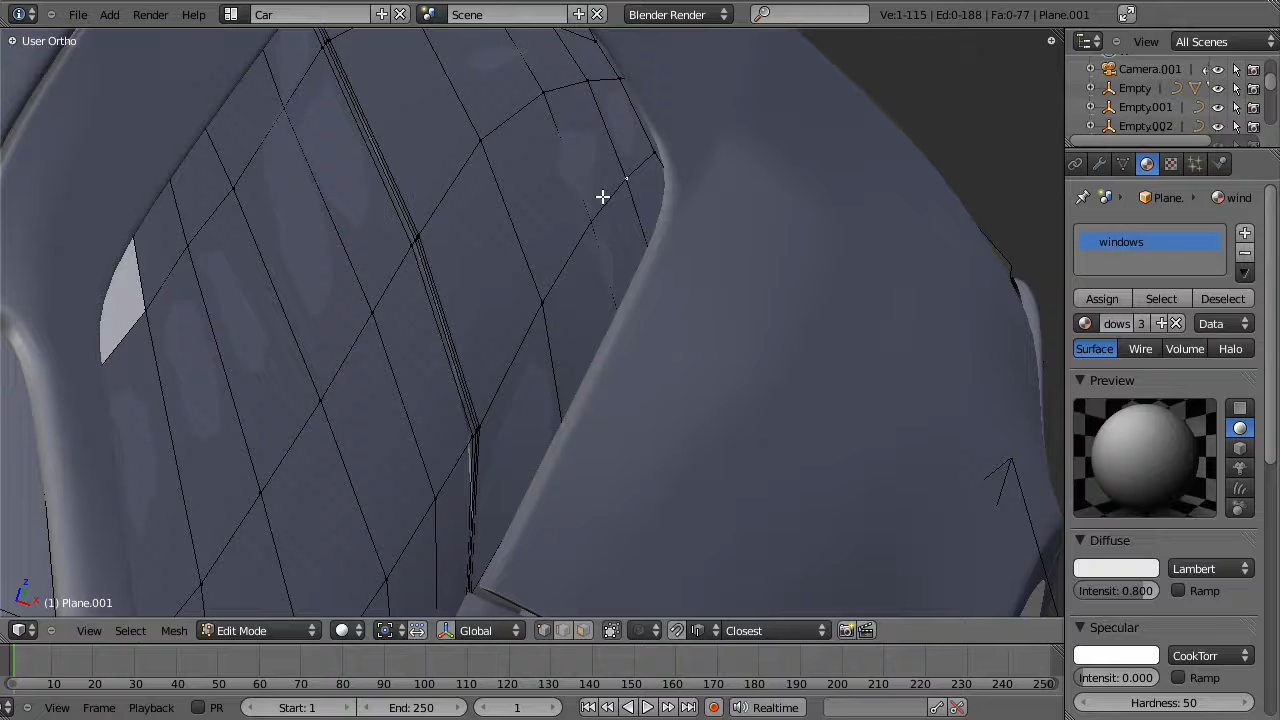 File Add Render Help Car Scene Blender Render Ve:1-115 | Ed:0-188 | Fa:0-77 | Plane.001
User Ortho
View All Scenes
Camera.001
Empty
Empty.001
Empty.002
Plane. wind
windows
Assign Select Deselect
dows 3 Data
Surface Wire Volume Halo
Preview
Diffuse
Lambert
Intensit: 0.800 Ramp
Specular
CookTorr
Intensit: 0.000 Ramp
Hardness: 50
z
x
(1) Plane.001
View Select Mesh Edit Mode Global Closest
10 20 30 40 50 60 70 80 90 100 110 120 130 140 150 160 170 180 190 200 210 220 230 240 250
View Frame Playback PR Start: 1 End: 250 1 Realtime